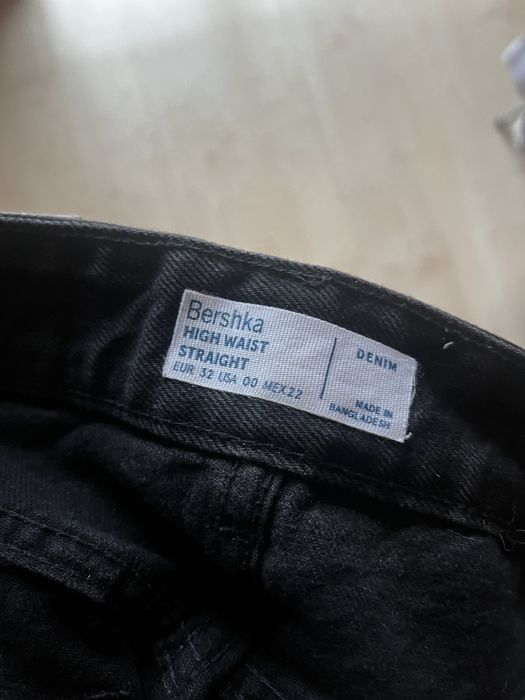 Bershka
HIGH WAIST
STRAIGHT
EUR 32 USA 00 MEX22
DENIM
MADE IN
BANGLADESH